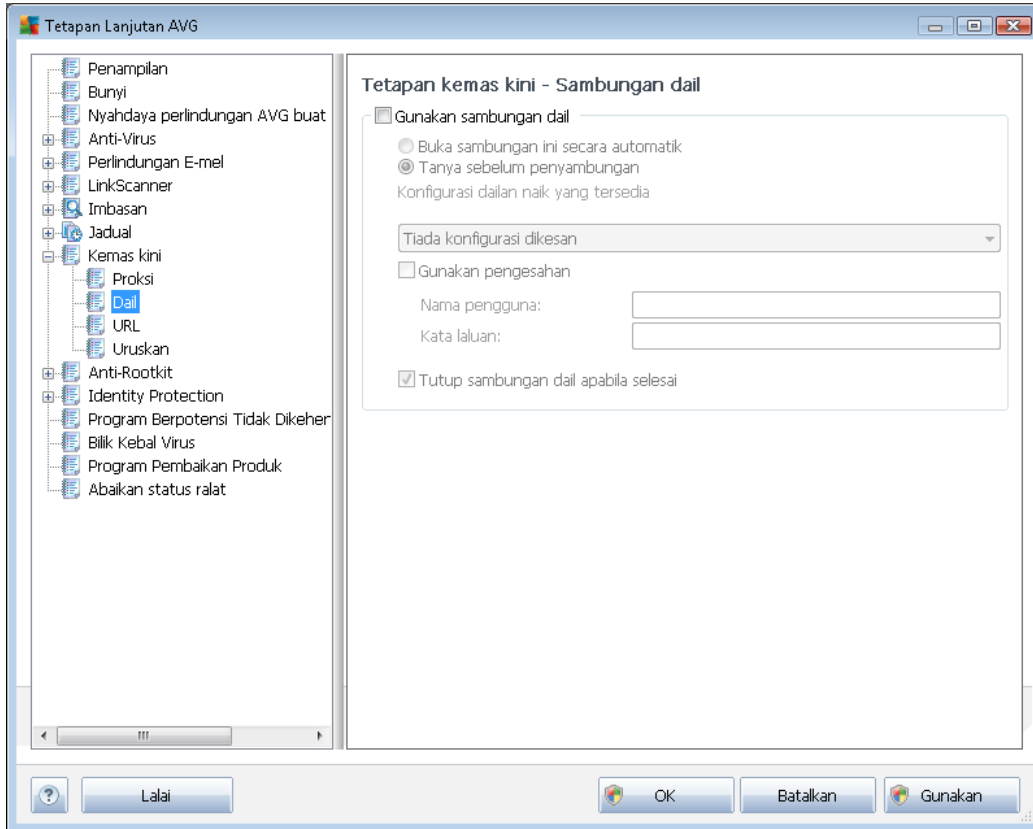 Tetapan Lanjutan AVG
Penampilan
Bunyi
Nyahdaya perlindungan AVG buat
Anti-Virus
Perlindungan E-mel
LinkScanner
Imbasan
Jadual
Kemas kini
Proksi
Dail
URL
Uruskan
Anti-Rootkit
Identity Protection
Program Berpotensi Tidak Dikeher
Bilik Kebal Virus
Program Pembaikan Produk
Abaikan status ralat
Tetapan kemas kini - Sambungan dail
Gunakan sambungan dail
Buka sambungan ini secara automatik
Tanya sebelum penyambungan
Konfigurasi dailan naik yang tersedia
Tiada konfigurasi dikesan
Gunakan pengesahan
Nama pengguna:
Kata laluan:
Tutup sambungan dail apabila selesai
Lalai
OK
Batalkan
Gunakan